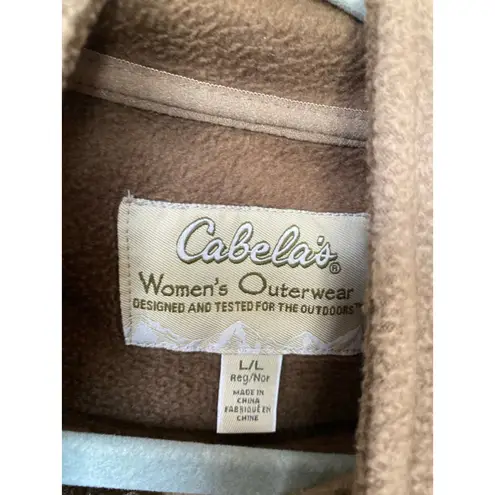 Cabela's®
Women's Outerwear
DESIGNED AND TESTED FOR THE OUTDOORS™
L/L
Reg/Nor
MADE IN
CHINA
FABRIQUÉ EN
CHINE